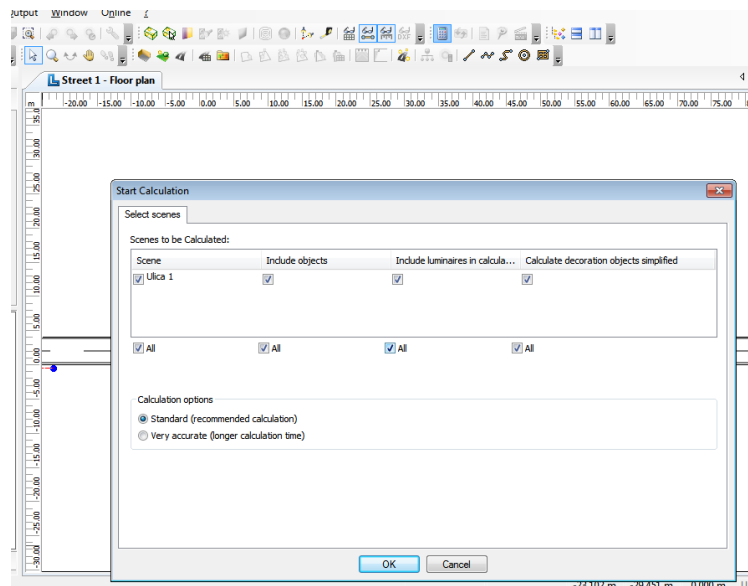 utput Window Online ?
Street 1 - Floor plan
m -20.00 -15.00 -10.00 -5.00 0.00 5.00 10.00 15.00 20.00 25.00 30.00 35.00 40.00 45.00 50.00 55.00 60.00 65.00 70.00 75.00
35.0
30.00
25.00
20.00
15.00
10.00
5.00
0.00
-5.00
-10.00
-15.00
-20.00
-25.00
-30.00
Start Calculation
Select scenes
Scenes to be Calculated:
Scene Include objects Include luminaires in calcula... Calculate decoration objects simplified
Ulica 1
All All All All
Calculation options
Standard (recommended calculation)
Very accurate (longer calculation time)
OK Cancel